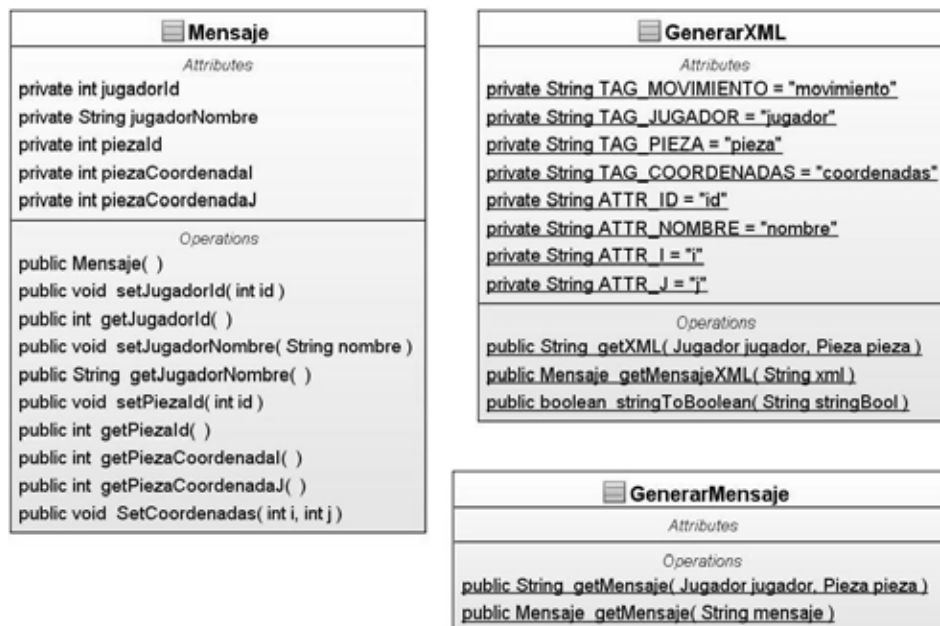 Mensaje
Attributes
private int jugadorId
private String jugadorNombre
private int piezaId
private int piezaCoordenadaI
private int piezaCoordenadaJ
Operations
public Mensaje( )
public void setJugadorId( int id )
public int getJugadorId( )
public void setJugadorNombre( String nombre )
public String getJugadorNombre( )
public void setPiezaId( int id )
public int getPiezaId( )
public int getPiezaCoordenadaI( )
public int getPiezaCoordenadaJ( )
public void SetCoordenadas( int i, int j )
GenerarXML
Attributes
private String TAG_MOVIMIENTO = "movimiento"
private String TAG_JUGADOR = "jugador"
private String TAG_PIEZA = "pieza"
private String TAG_COORDENADAS = "coordenadas"
private String ATTR_ID = "id"
private String ATTR_NOMBRE = "nombre"
private String ATTR_I = "i"
private String ATTR_J = "j"
Operations
public String getXML( Jugador jugador, Pieza pieza )
public Mensaje getMensajeXML( String xml )
public boolean stringToBoolean( String stringBool )
GenerarMensaje
Attributes
Operations
public String getMensaje( Jugador jugador, Pieza pieza )
public Mensaje getMensaje( String mensaje )